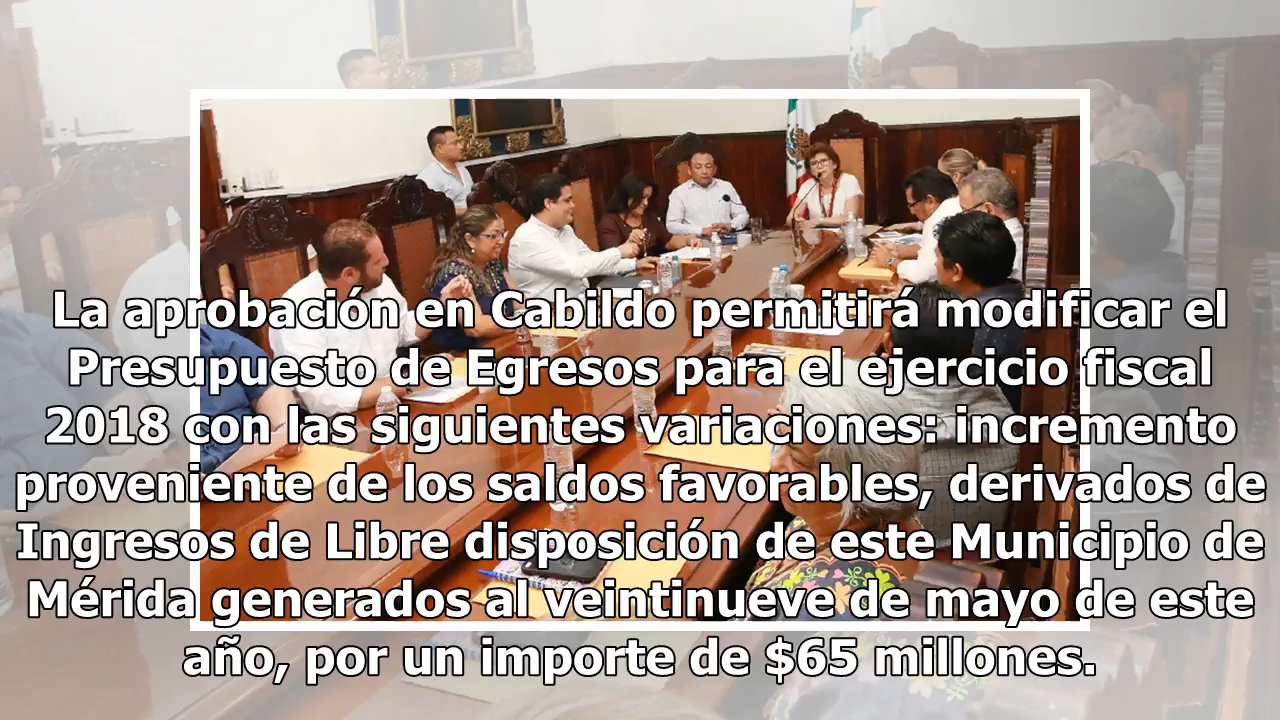 La aprobación en Cabildo permitirá modificar el
Presupuesto de Egresos para el ejercicio fiscal
2018 con las siguientes variaciones: incremento
proveniente de los saldos favorables, derivados de
Ingresos de Libre disposición de este Municipio de
Mérida generados al veintinueve de mayo de este
año, por un importe de $65 millones.